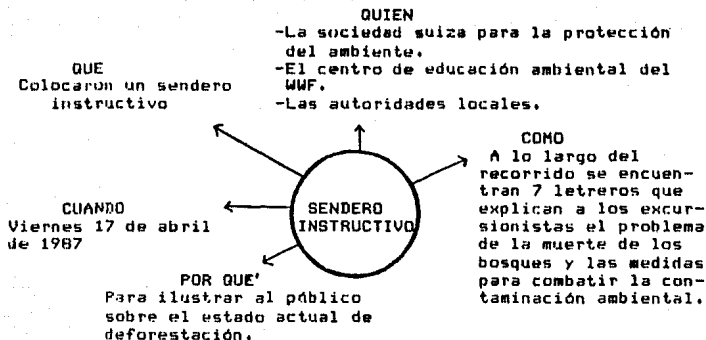 QUIEN
-La sociedad suiza para la protección
del ambiente.
-El centro de educación ambiental del
WWF.
-Las autoridades locales.
QUE
Colocaron un sendero
instructivo
COMO
A lo largo del
recorrido se encuen-
tran 7 letreros que
explican a los excur-
sionistas el problema
de la muerte de los
bosques y las medidas
para combatir la con-
taminación ambiental.
CUANDO
Viernes 17 de abril
de 1987
SENDERO
INSTRUCTIVO
POR QUE'
Para ilustrar al público
sobre el estado actual de
deforestación.